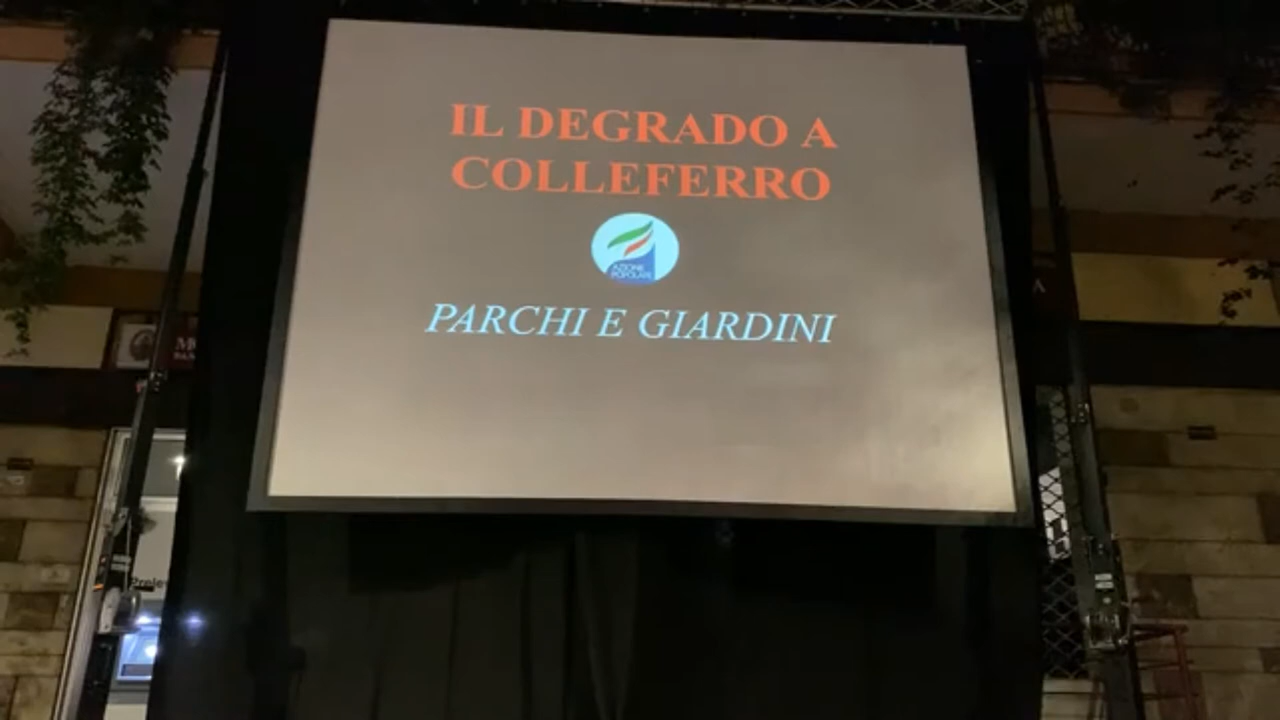 IL DEGRADO A
COLLEFERRO
AZIONE
POPOLARE
PARCHI E GIARDINI